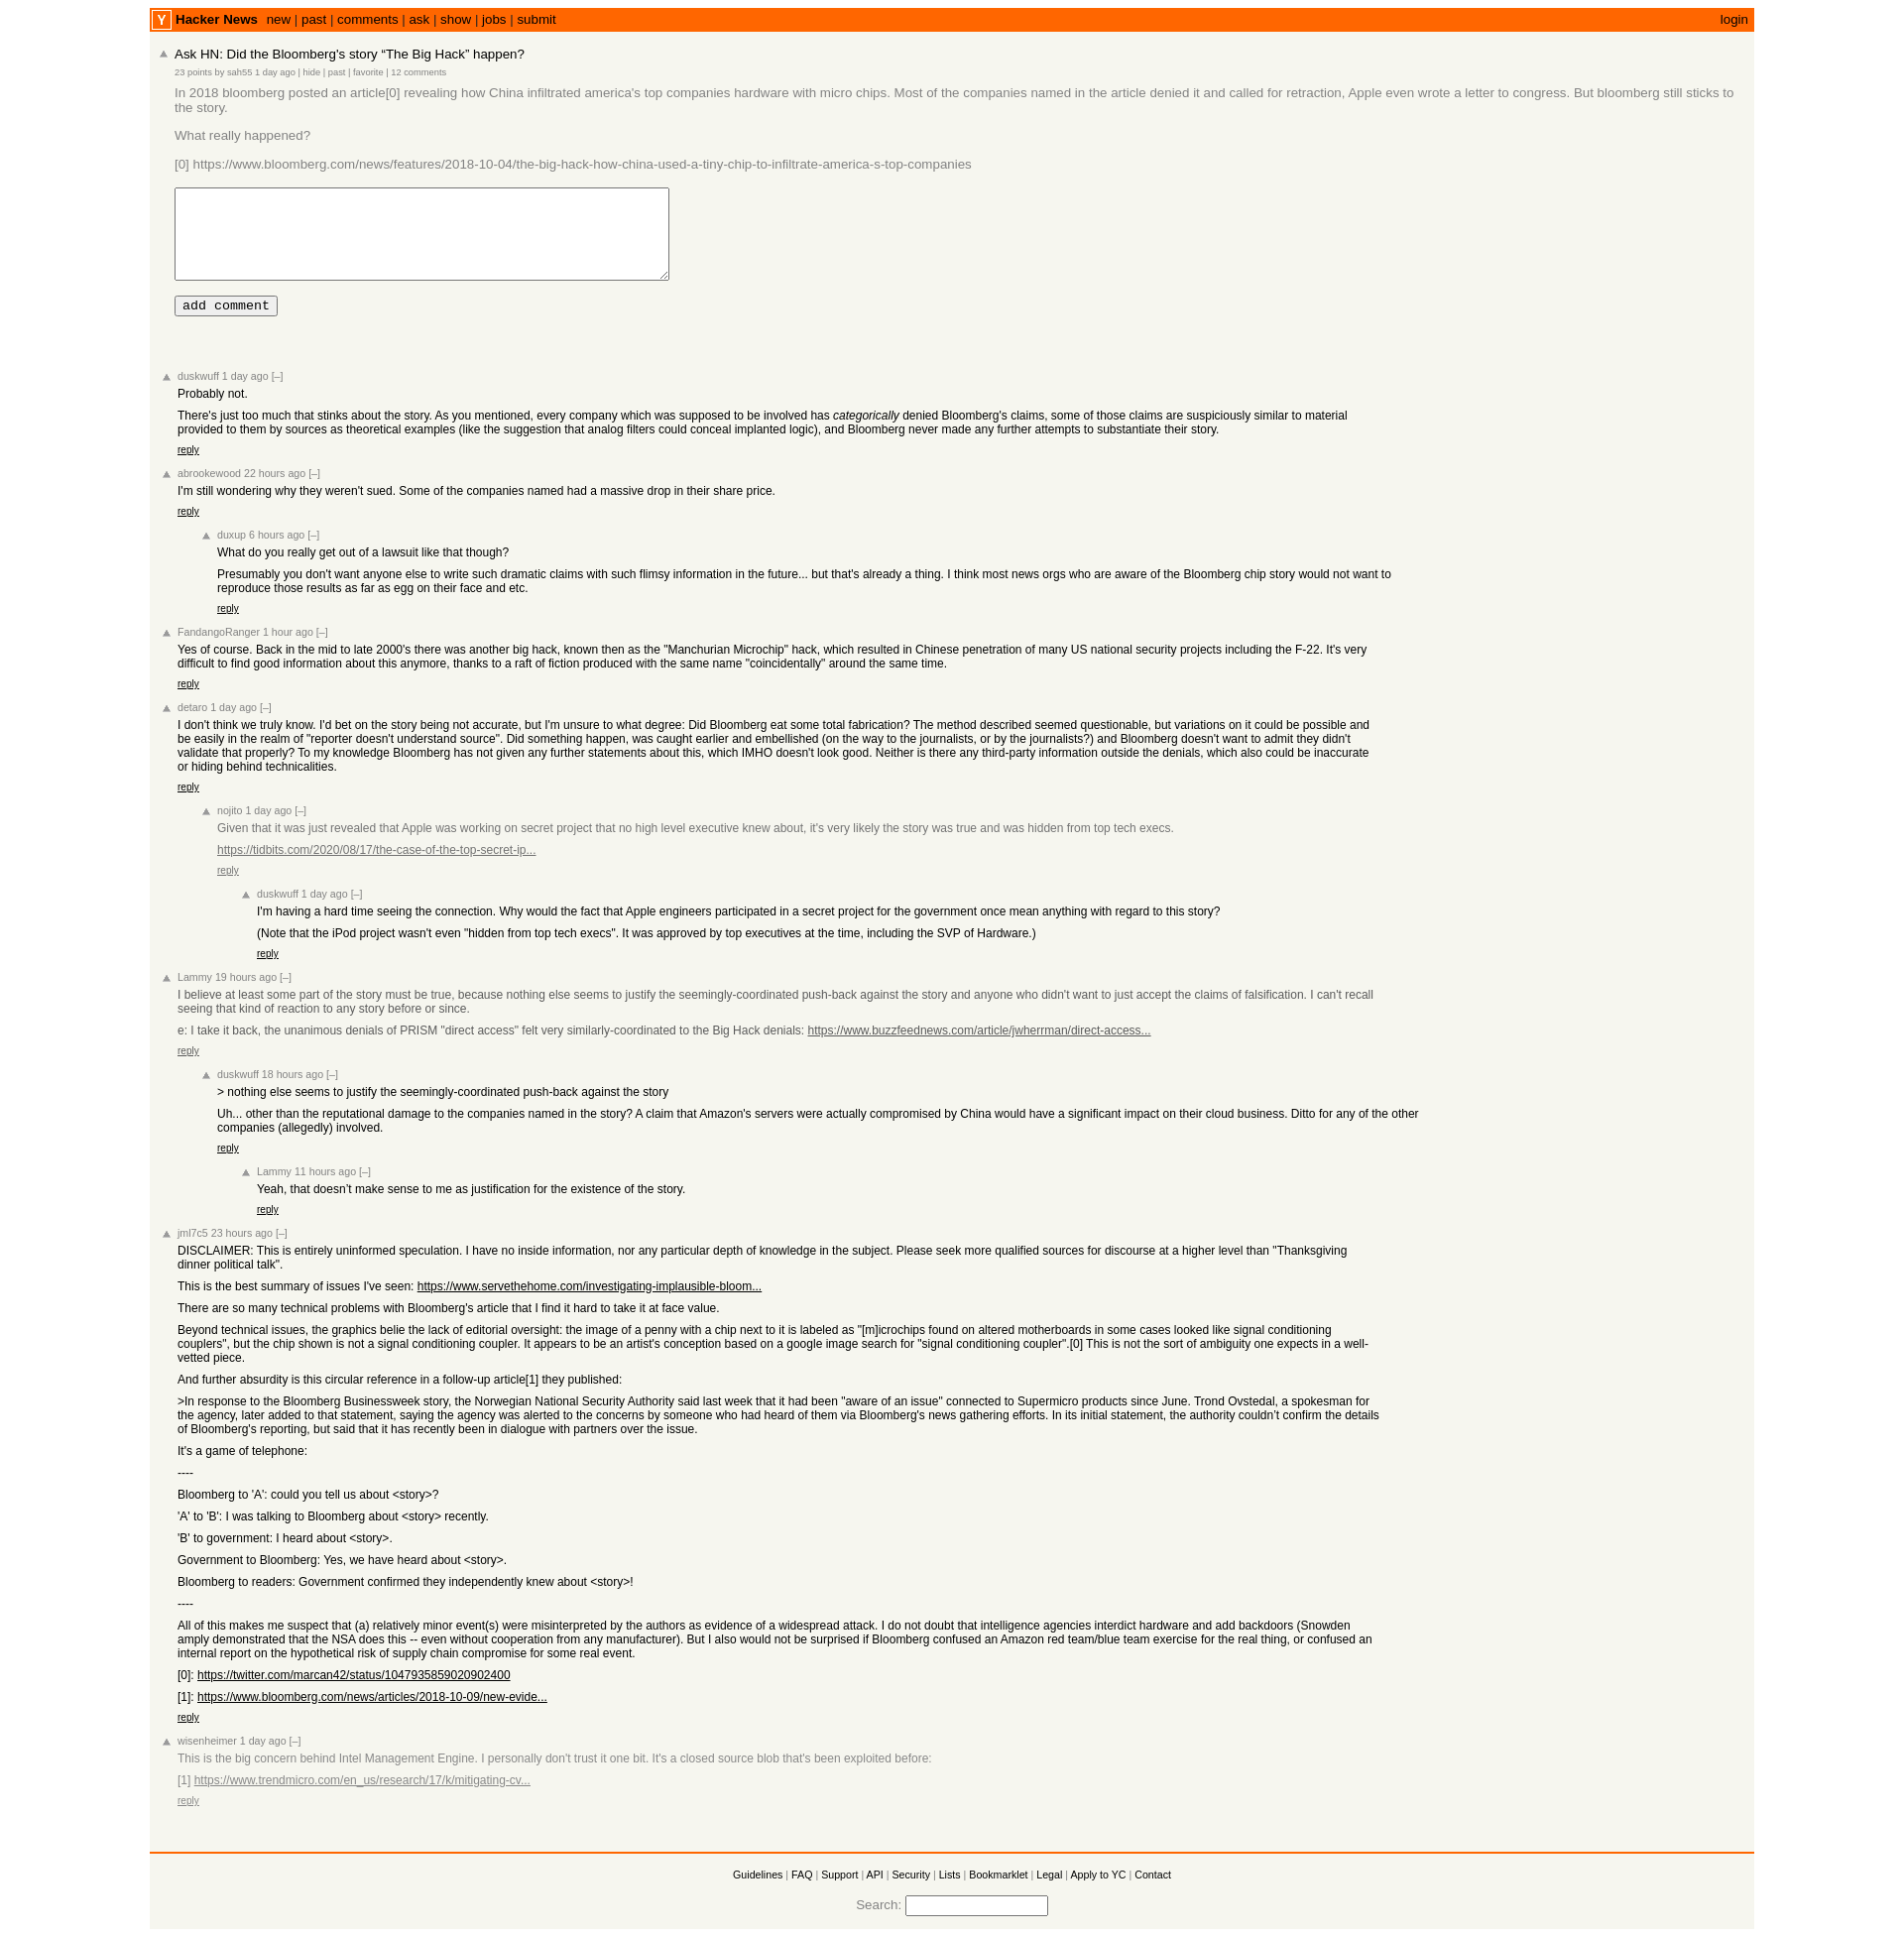 Y Hacker News new | past | comments | ask | show | jobs | submit login
Ask HN: Did the Bloomberg's story “The Big Hack” happen?
23 points by sah55 1 day ago | hide | past | favorite | 12 comments
In 2018 bloomberg posted an article[0] revealing how China infiltrated america's top companies hardware with micro chips. Most of the companies named in the article denied it and called for retraction, Apple even wrote a letter to congress. But bloomberg still sticks to
the story.
What really happened?
[0] https://www.bloomberg.com/news/features/2018-10-04/the-big-hack-how-china-used-a-tiny-chip-to-infiltrate-america-s-top-companies
add comment
duskwuff 1 day ago [–]
Probably not.
There's just too much that stinks about the story. As you mentioned, every company which was supposed to be involved has categorically denied Bloomberg's claims, some of those claims are suspiciously similar to material
provided to them by sources as theoretical examples (like the suggestion that analog filters could conceal implanted logic), and Bloomberg never made any further attempts to substantiate their story.
reply
abrookewood 22 hours ago [–]
I'm still wondering why they weren't sued. Some of the companies named had a massive drop in their share price.
reply
duxup 6 hours ago [–]
What do you really get out of a lawsuit like that though?
Presumably you don't want anyone else to write such dramatic claims with such flimsy information in the future... but that's already a thing. I think most news orgs who are aware of the Bloomberg chip story would not want to
reproduce those results as far as egg on their face and etc.
reply
FandangoRanger 1 hour ago [–]
Yes of course. Back in the mid to late 2000's there was another big hack, known then as the "Manchurian Microchip" hack, which resulted in Chinese penetration of many US national security projects including the F-22. It's very
difficult to find good information about this anymore, thanks to a raft of fiction produced with the same name "coincidentally" around the same time.
reply
detaro 1 day ago [–]
I don't think we truly know. I'd bet on the story being not accurate, but I'm unsure to what degree: Did Bloomberg eat some total fabrication? The method described seemed questionable, but variations on it could be possible and
be easily in the realm of "reporter doesn't understand source". Did something happen, was caught earlier and embellished (on the way to the journalists, or by the journalists?) and Bloomberg doesn't want to admit they didn't
validate that properly? To my knowledge Bloomberg has not given any further statements about this, which IMHO doesn't look good. Neither is there any third-party information outside the denials, which also could be inaccurate
or hiding behind technicalities.
reply
nojito 1 day ago [–]
Given that it was just revealed that Apple was working on secret project that no high level executive knew about, it's very likely the story was true and was hidden from top tech execs.
https://tidbits.com/2020/08/17/the-case-of-the-top-secret-ip...
reply
duskwuff 1 day ago [–]
I'm having a hard time seeing the connection. Why would the fact that Apple engineers participated in a secret project for the government once mean anything with regard to this story?
(Note that the iPod project wasn't even "hidden from top tech execs". It was approved by top executives at the time, including the SVP of Hardware.)
reply
Lammy 19 hours ago [–]
I believe at least some part of the story must be true, because nothing else seems to justify the seemingly-coordinated push-back against the story and anyone who didn't want to just accept the claims of falsification. I can't recall
seeing that kind of reaction to any story before or since.
e: I take it back, the unanimous denials of PRISM "direct access" felt very similarly-coordinated to the Big Hack denials: https://www.buzzfeednews.com/article/jwherrman/direct-access...
reply
duskwuff 18 hours ago [–]
> nothing else seems to justify the seemingly-coordinated push-back against the story
Uh... other than the reputational damage to the companies named in the story? A claim that Amazon's servers were actually compromised by China would have a significant impact on their cloud business. Ditto for any of the other
companies (allegedly) involved.
reply
Lammy 11 hours ago [–]
Yeah, that doesn’t make sense to me as justification for the existence of the story.
reply
jml7c5 23 hours ago [–]
DISCLAIMER: This is entirely uninformed speculation. I have no inside information, nor any particular depth of knowledge in the subject. Please seek more qualified sources for discourse at a higher level than "Thanksgiving
dinner political talk".
This is the best summary of issues I've seen: https://www.servethehome.com/investigating-implausible-bloom...
There are so many technical problems with Bloomberg's article that I find it hard to take it at face value.
Beyond technical issues, the graphics belie the lack of editorial oversight: the image of a penny with a chip next to it is labeled as "[m]icrochips found on altered motherboards in some cases looked like signal conditioning
couplers", but the chip shown is not a signal conditioning coupler. It appears to be an artist's conception based on a google image search for "signal conditioning coupler".[0] This is not the sort of ambiguity one expects in a well-
vetted piece.
And further absurdity is this circular reference in a follow-up article[1] they published:
>In response to the Bloomberg Businessweek story, the Norwegian National Security Authority said last week that it had been "aware of an issue" connected to Supermicro products since June. Trond Ovstedal, a spokesman for
the agency, later added to that statement, saying the agency was alerted to the concerns by someone who had heard of them via Bloomberg's news gathering efforts. In its initial statement, the authority couldn’t confirm the details
of Bloomberg's reporting, but said that it has recently been in dialogue with partners over the issue.
It's a game of telephone:
----
Bloomberg to 'A': could you tell us about <story>?
'A' to 'B': I was talking to Bloomberg about <story> recently.
'B' to government: I heard about <story>.
Government to Bloomberg: Yes, we have heard about <story>.
Bloomberg to readers: Government confirmed they independently knew about <story>!
----
All of this makes me suspect that (a) relatively minor event(s) were misinterpreted by the authors as evidence of a widespread attack. I do not doubt that intelligence agencies interdict hardware and add backdoors (Snowden
amply demonstrated that the NSA does this -- even without cooperation from any manufacturer). But I also would not be surprised if Bloomberg confused an Amazon red team/blue team exercise for the real thing, or confused an
internal report on the hypothetical risk of supply chain compromise for some real event.
[0]: https://twitter.com/marcan42/status/1047935859020902400
[1]: https://www.bloomberg.com/news/articles/2018-10-09/new-evide...
reply
wisenheimer 1 day ago [–]
This is the big concern behind Intel Management Engine. I personally don't trust it one bit. It's a closed source blob that's been exploited before:
[1] https://www.trendmicro.com/en_us/research/17/k/mitigating-cv...
reply
Guidelines | FAQ | Support | API | Security | Lists | Bookmarklet | Legal | Apply to YC | Contact
Search: